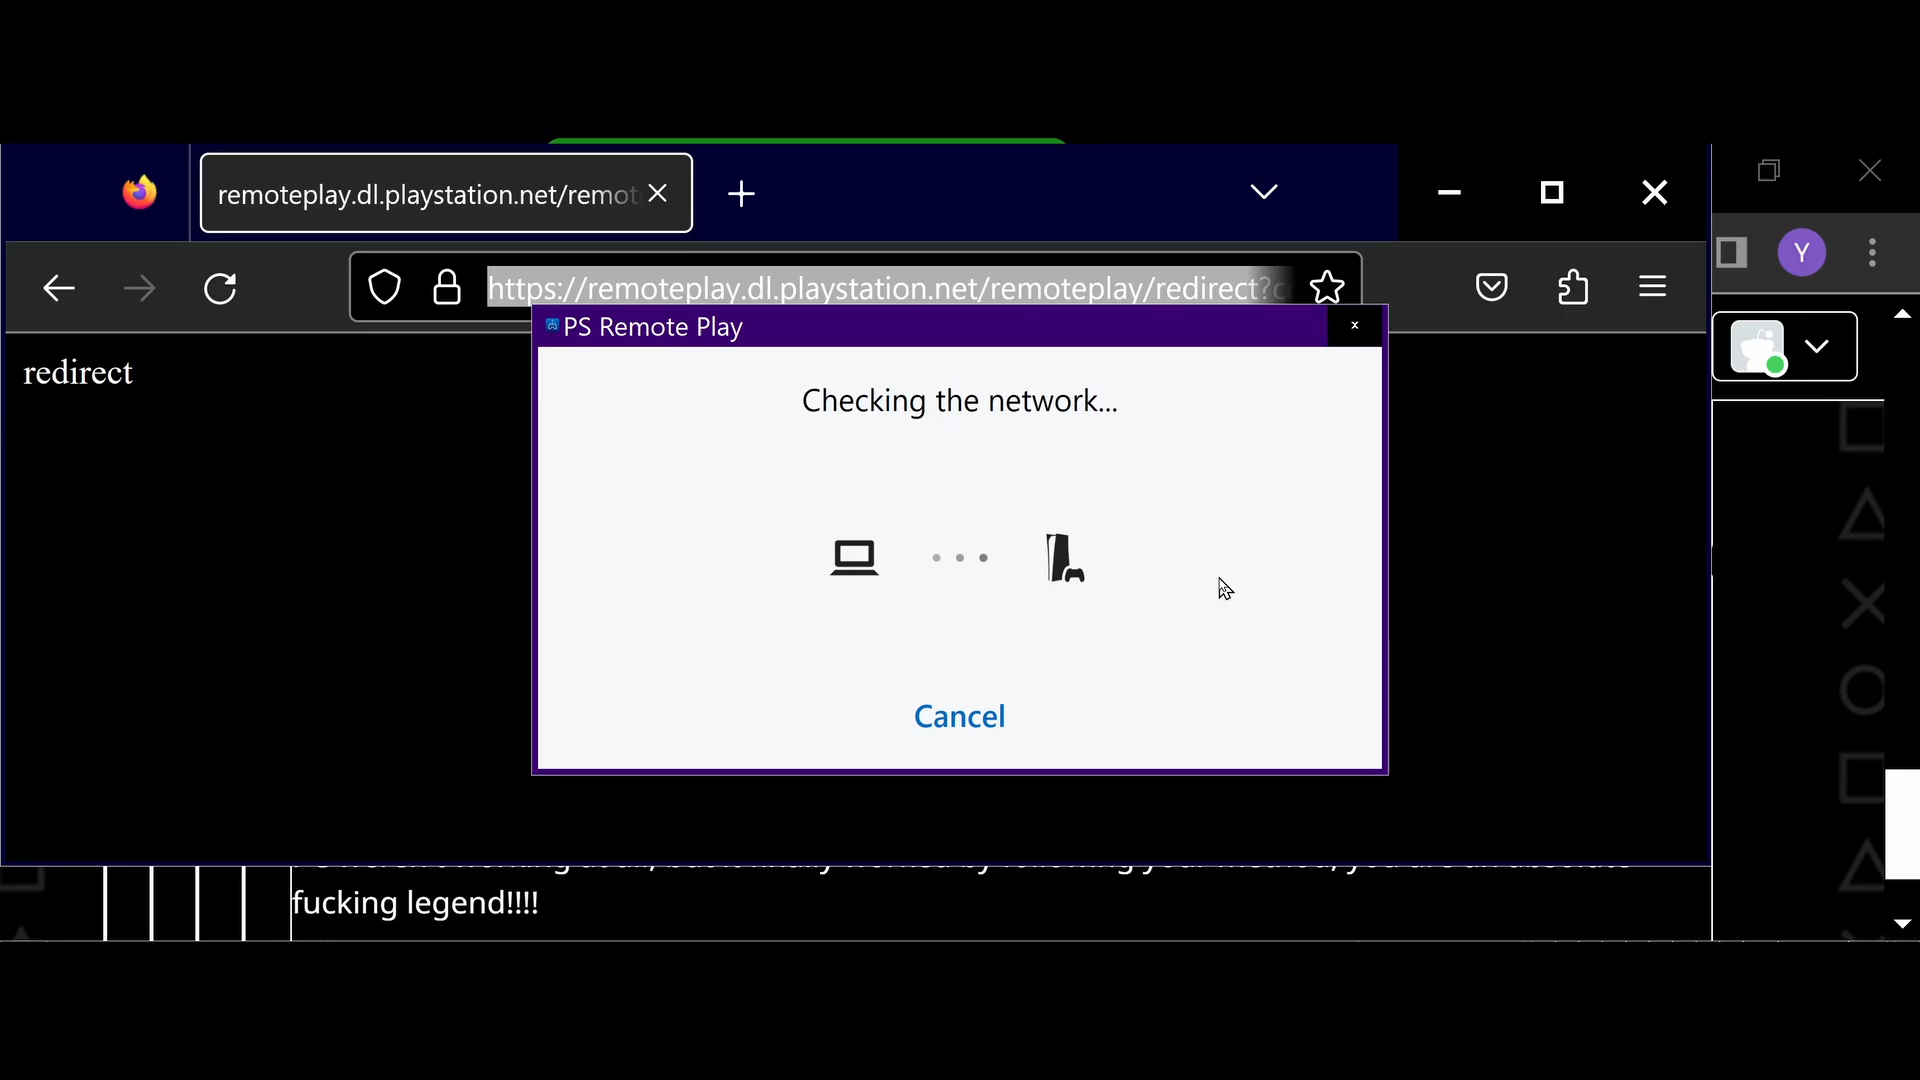 remoteplay.dl.playstation.net/remot
https://remoteplay.dl.playstation.net/remoteplay/redirect?c
Y
PS Remote Play
redirect
Checking the network...
Cancel
fucking legend!!!!